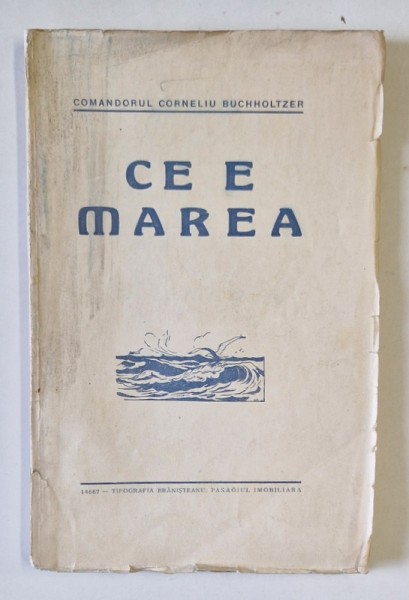 COMANDORUL CORNELIU BUCHHOLTZER
CE E
MAREA
— TIPOGRAFIA BRĂNIȘTEANU, PASAGIUL IMOBILIARA